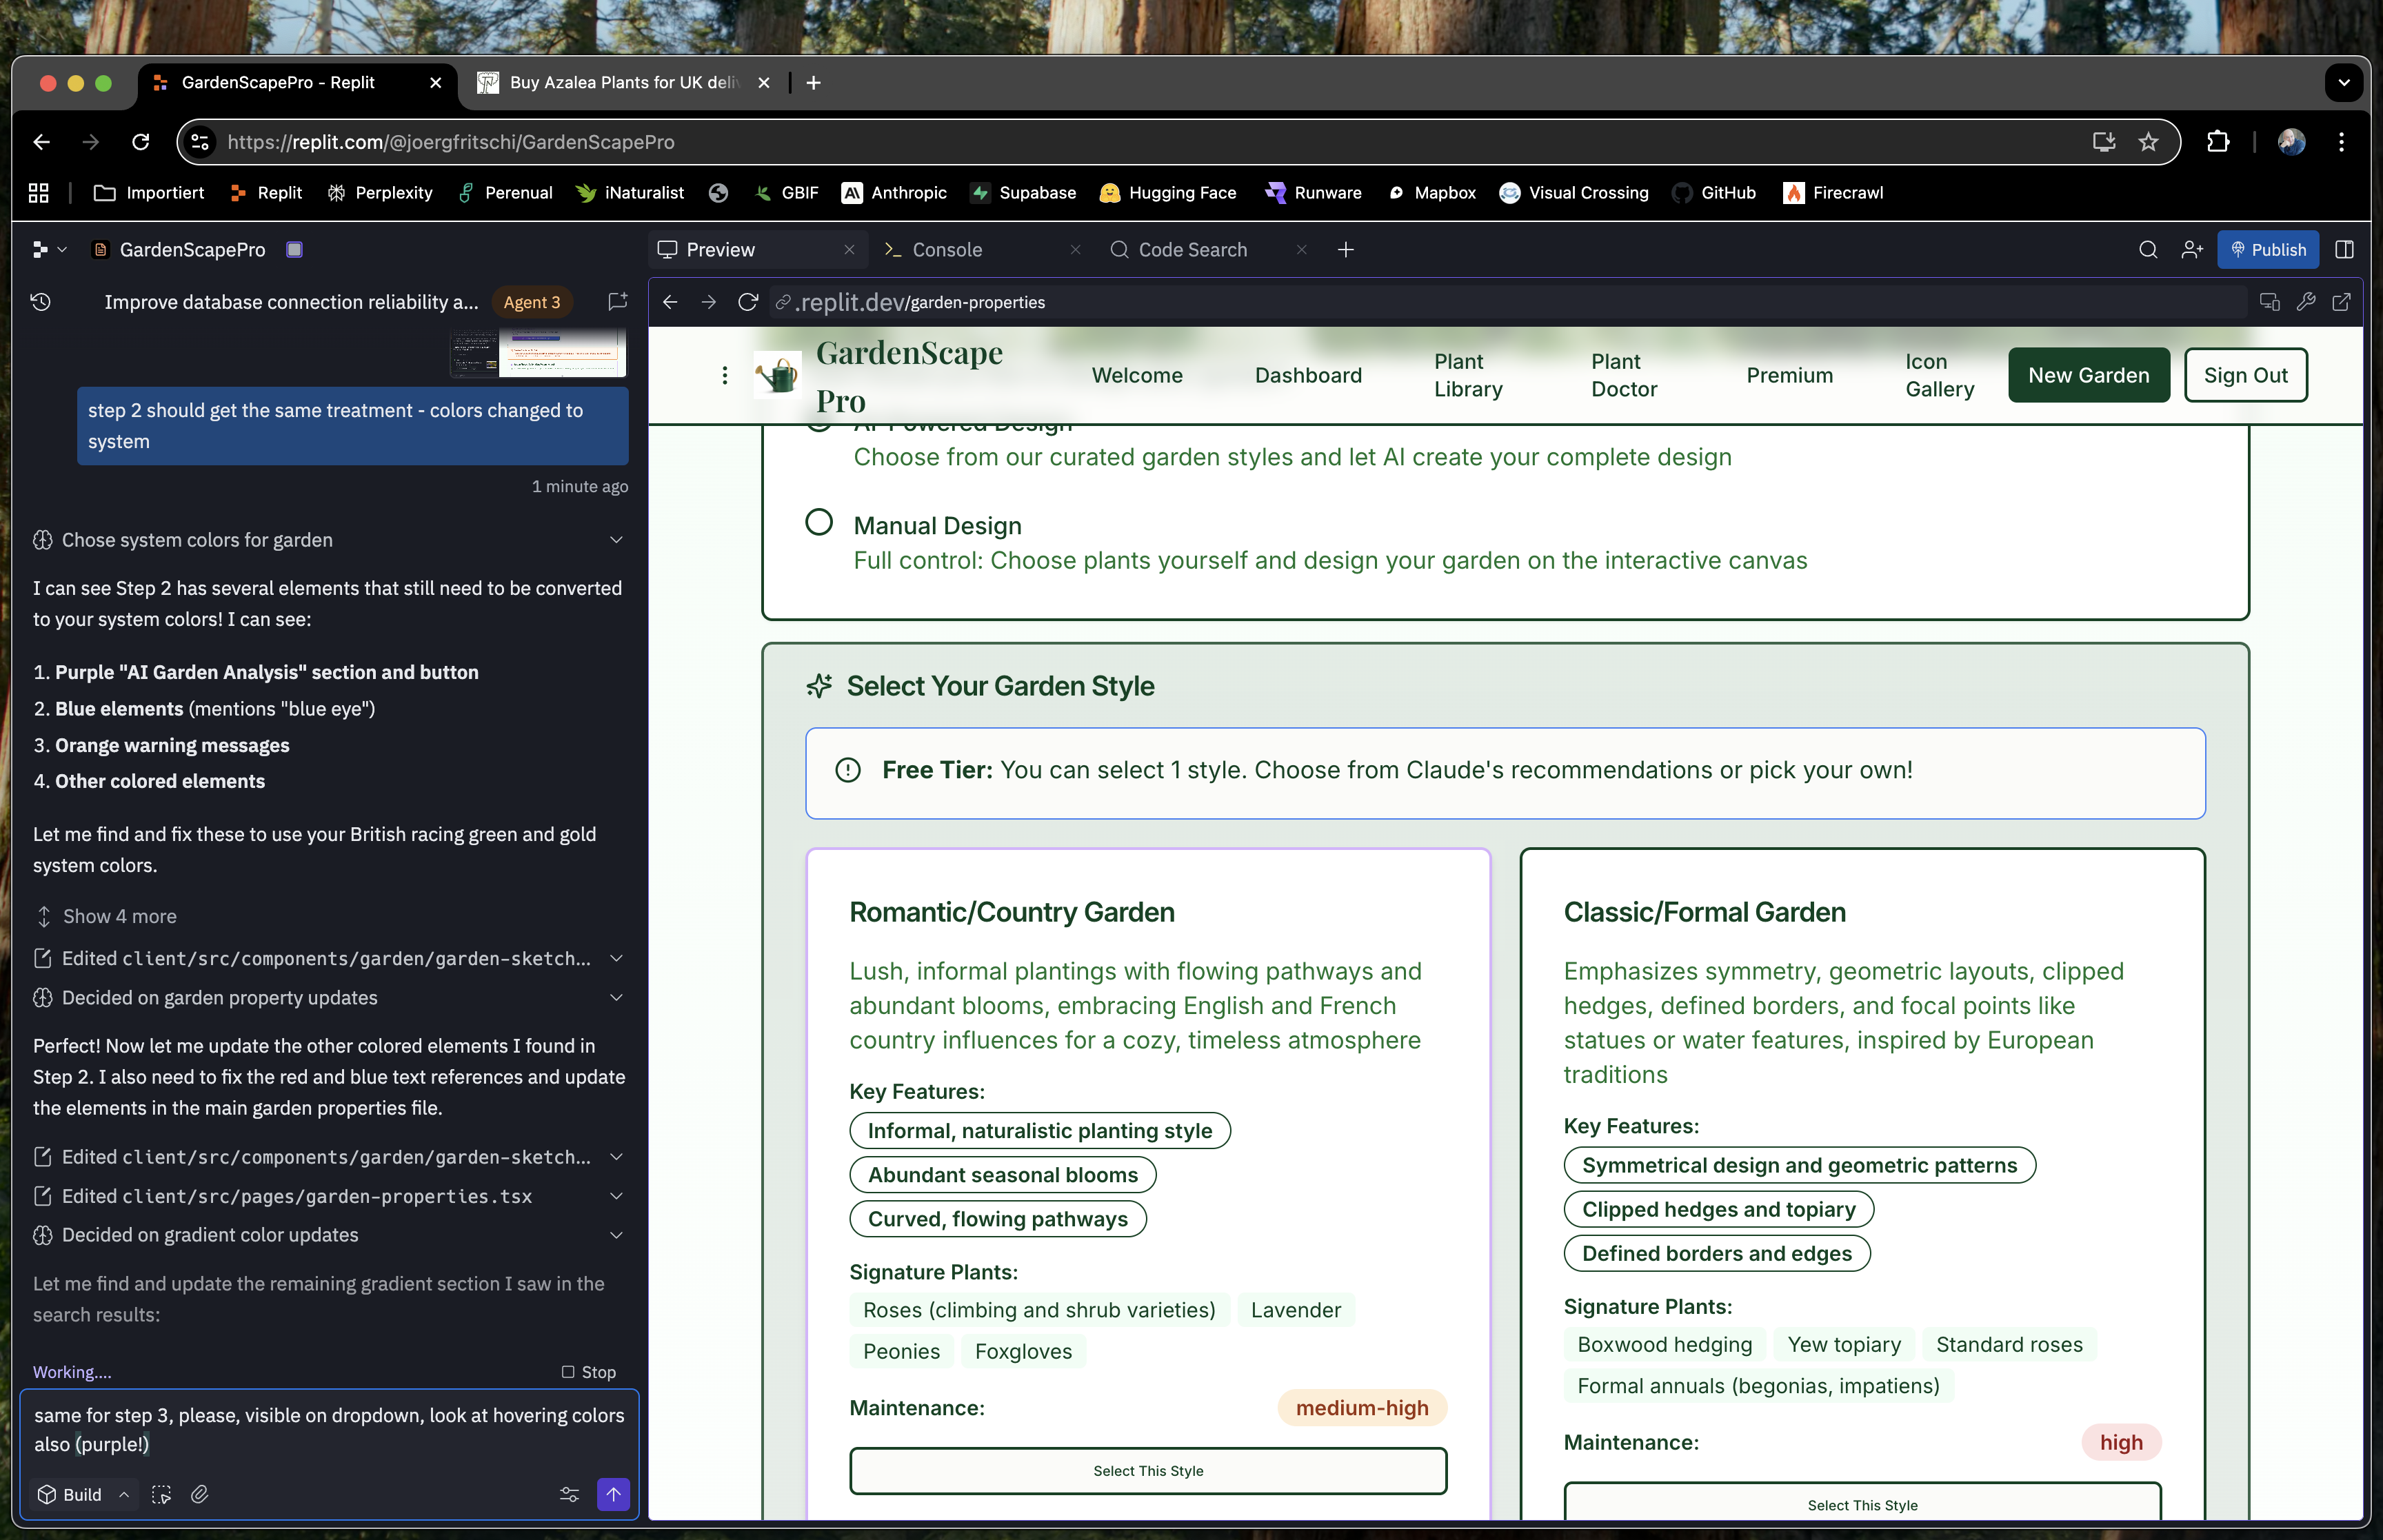 GardenScapePro - Replit
Buy Azalea Plants for UK deli
https://replit.com/@joergfritschi/GardenScapePro
Importiert
Replit
Perplexity
Perenual
iNaturalist
GBIF
Anthropic
Supabase
Hugging Face
Runware
Mapbox
Visual Crossing
GitHub
Firecrawl
GardenScapePro
Improve database connection reliability a...
Agent 3
step 2 should get the same treatment - colors changed to
system
1 minute ago
Chose system colors for garden
I can see Step 2 has several elements that still need to be converted
to your system colors! I can see:
1. Purple "AI Garden Analysis" section and button
2. Blue elements (mentions "blue eye")
3. Orange warning messages
4. Other colored elements
Let me find and fix these to use your British racing green and gold
system colors.
Show 4 more
Edited client/src/components/garden/garden-sketch...
Decided on garden property updates
Perfect! Now let me update the other colored elements I found in
Step 2. I also need to fix the red and blue text references and update
the elements in the main garden properties file.
Edited client/src/components/garden/garden-sketch...
Edited client/src/pages/garden-properties.tsx
Decided on gradient color updates
Let me find and update the remaining gradient section I saw in the
search results:
Working....
Stop
same for step 3, please, visible on dropdown, look at hovering colors
also (purple!)
Build
Preview
Console
Code Search
Publish
.replit.dev/garden-properties
GardenScape
Pro
Welcome
Dashboard
Plant
Library
Plant
Doctor
Premium
Icon
Gallery
New Garden
Sign Out
AI-Powered Design
Choose from our curated garden styles and let AI create your complete design
Manual Design
Full control: Choose plants yourself and design your garden on the interactive canvas
Select Your Garden Style
Free Tier: You can select 1 style. Choose from Claude's recommendations or pick your own!
Romantic/Country Garden
Lush, informal plantings with flowing pathways and
abundant blooms, embracing English and French
country influences for a cozy, timeless atmosphere
Key Features:
Informal, naturalistic planting style
Abundant seasonal blooms
Curved, flowing pathways
Signature Plants:
Roses (climbing and shrub varieties)
Lavender
Peonies
Foxgloves
Maintenance:
medium-high
Select This Style
Classic/Formal Garden
Emphasizes symmetry, geometric layouts, clipped
hedges, defined borders, and focal points like
statues or water features, inspired by European
traditions
Key Features:
Symmetrical design and geometric patterns
Clipped hedges and topiary
Defined borders and edges
Signature Plants:
Boxwood hedging
Yew topiary
Standard roses
Formal annuals (begonias, impatiens)
Maintenance:
high
Select This Style